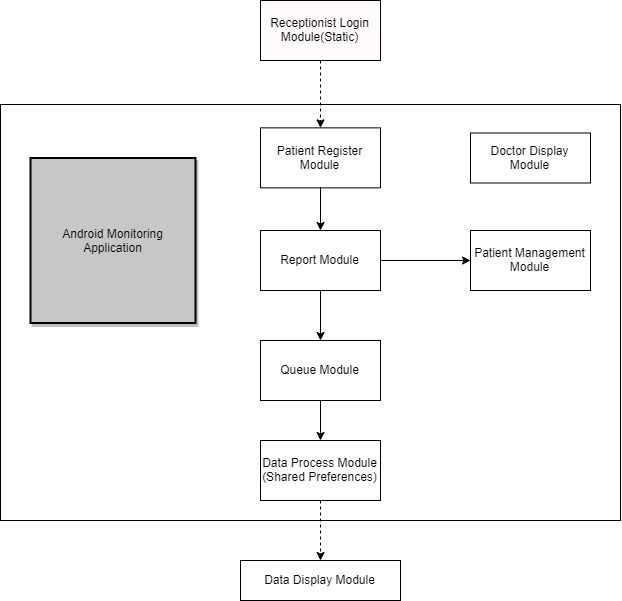 Receptionist Login
Module(Static)
Patient Register
Module
Doctor Display
Module
Android Monitoring
Application
Report Module
Patient Management
Module
Queue Module
Data Process Module
(Shared Preferences)
Data Display Module